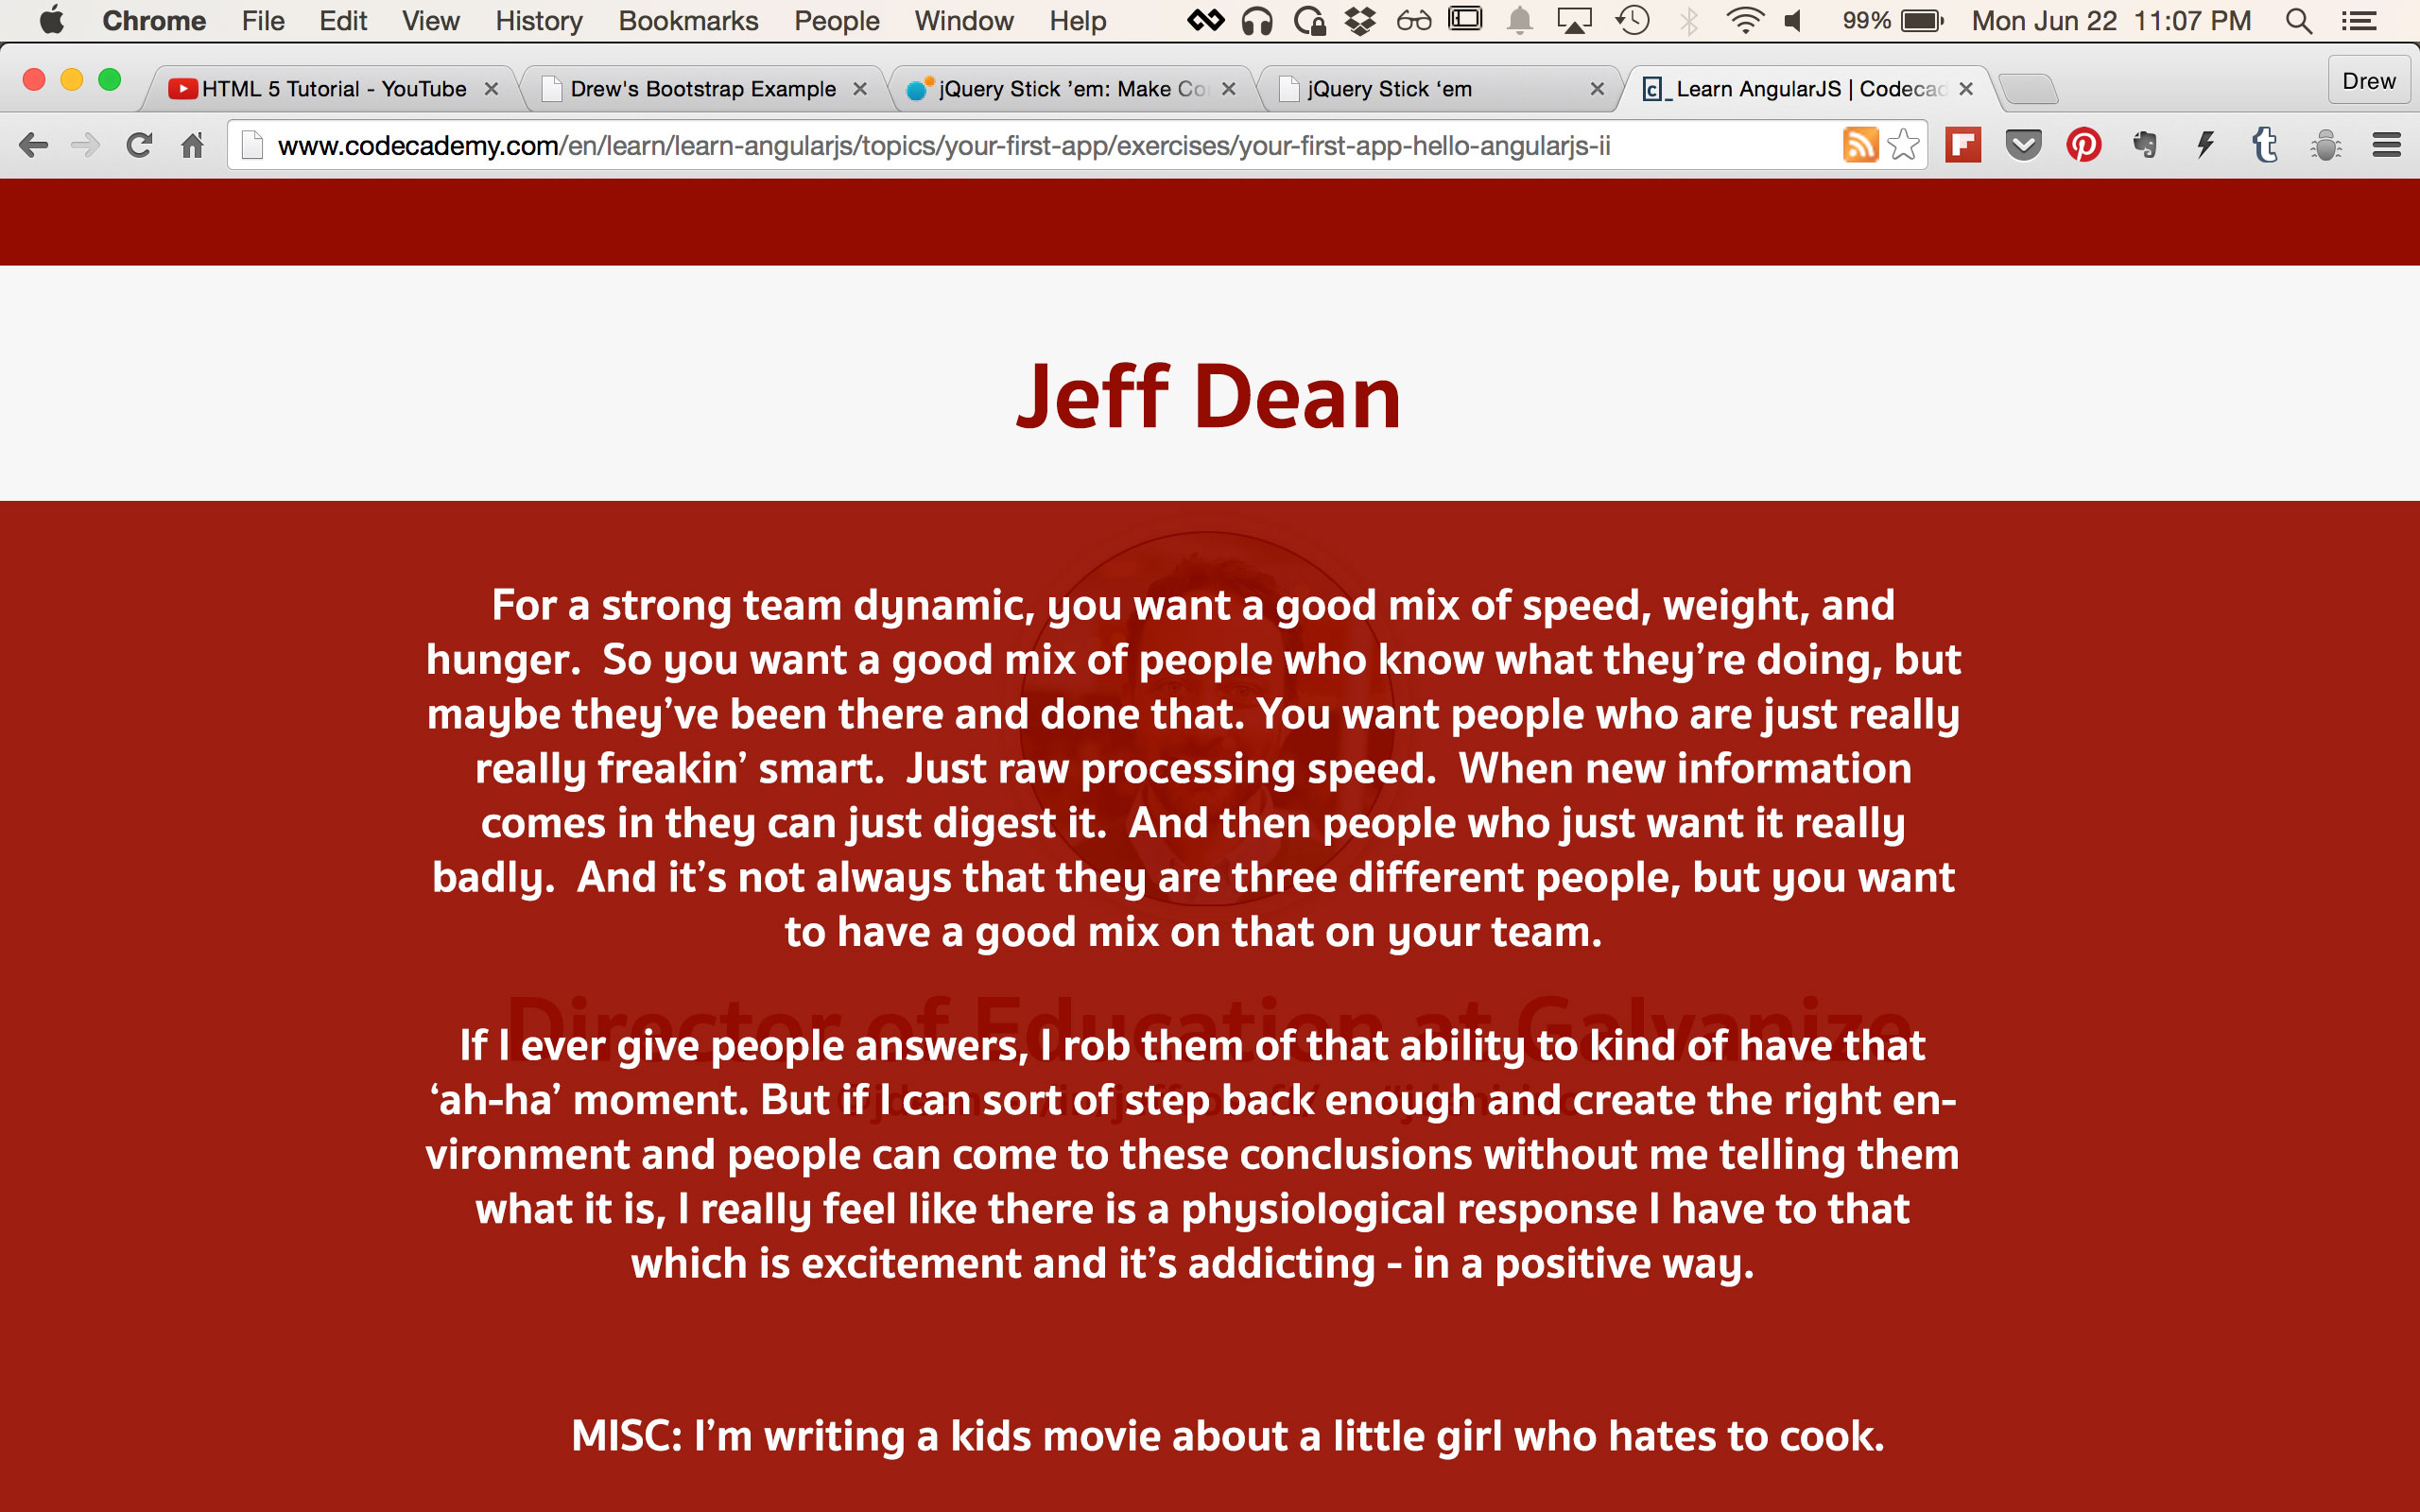 Chrome File Edit View History Bookmarks People Window Help 99% Mon Jun 22 11:07 PM
HTML 5 Tutorial - YouTube Drew's Bootstrap Example jQuery Stick 'em: Make Co jQuery Stick 'em Learn AngularJS | Codecad Drew
www.codecademy.com/en/learn/learn-angularjs/topics/your-first-app/exercises/your-first-app-hello-angularjs-ii
Jeff Dean
For a strong team dynamic, you want a good mix of speed, weight, and
hunger.  So you want a good mix of people who know what they’re doing, but
maybe they’ve been there and done that. You want people who are just really
really freakin’ smart.  Just raw processing speed.  When new information
comes in they can just digest it.  And then people who just want it really
badly.  And it’s not always that they are three different people, but you want
to have a good mix on that on your team.
Director of Education at Galvanize
If I ever give people answers, I rob them of that ability to kind of have that
‘ah-ha’ moment. But if I can sort of step back enough and create the right en-
vironment and people can come to these conclusions without me telling them
what it is, I really feel like there is a physiological response I have to that
which is excitement and it’s addicting - in a positive way.
MISC: I’m writing a kids movie about a little girl who hates to cook.